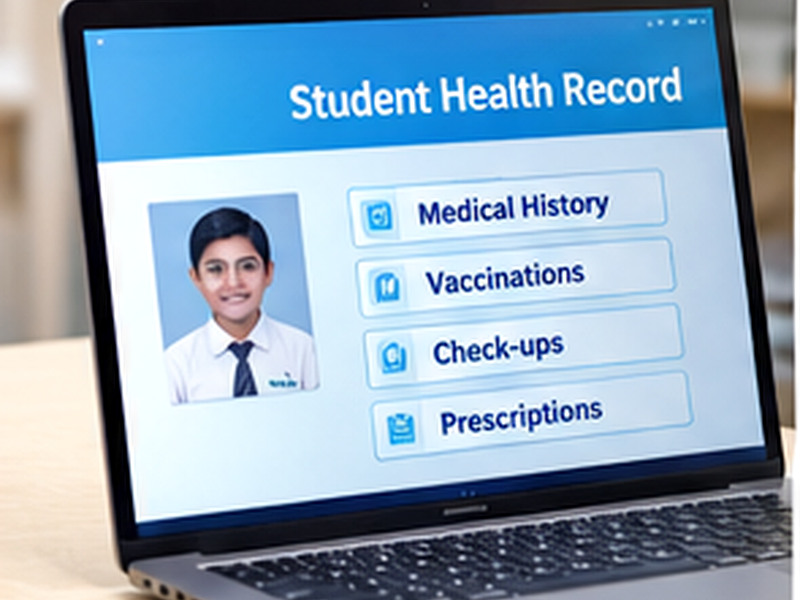 Student Health Record
Medical History
Vaccinations
Check-ups
Prescriptions